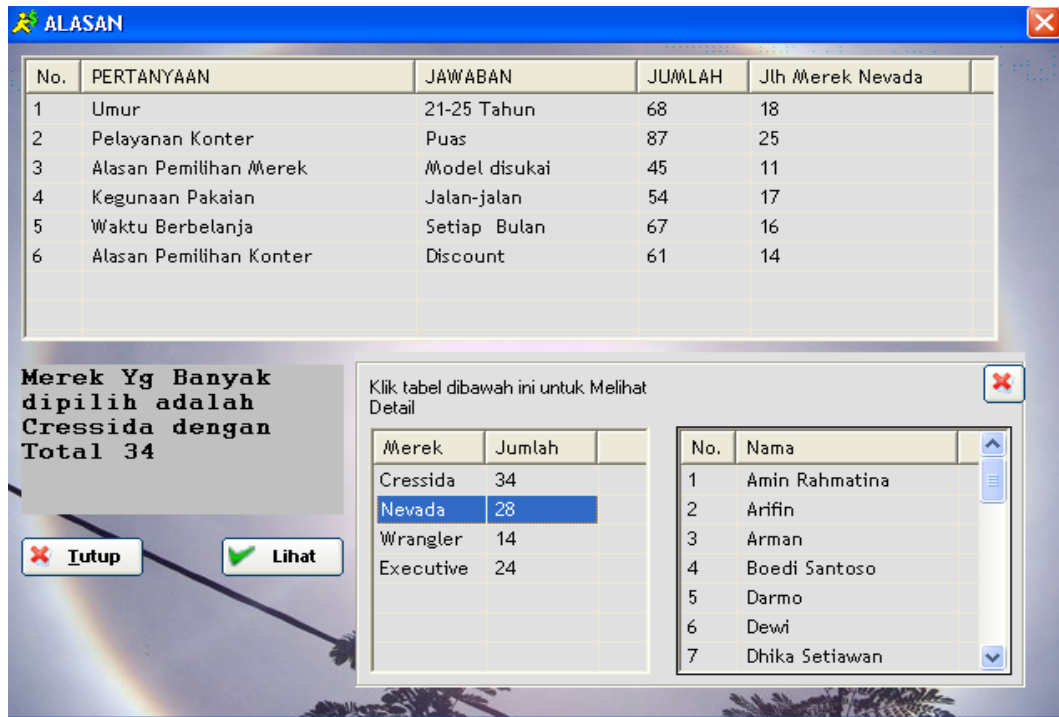 ALASAN
No. PERTANYAAN JAWABAN JUMLAH Jlh Merek Nevada
1 Umur 21-25 Tahun 68 18
2 Pelayanan Konter Puas 87 25
3 Alasan Pemilihan Merek Model disukai 45 11
4 Kegunaan Pakaian Jalan-jalan 54 17
5 Waktu Berbelanja Setiap Bulan 67 16
6 Alasan Pemilihan Konter Discount 61 14
Merek Yg Banyak
dipilih adalah
Cressida dengan
Total 34
Tutup Lihat
Klik tabel dibawah ini untuk Melihat
Detail
Merek Jumlah
Cressida 34
Nevada 28
Wrangler 14
Executive 24
No. Nama
1 Amin Rahmatina
2 Arifin
3 Arman
4 Boedi Santoso
5 Darmo
6 Dewi
7 Dhika Setiawan